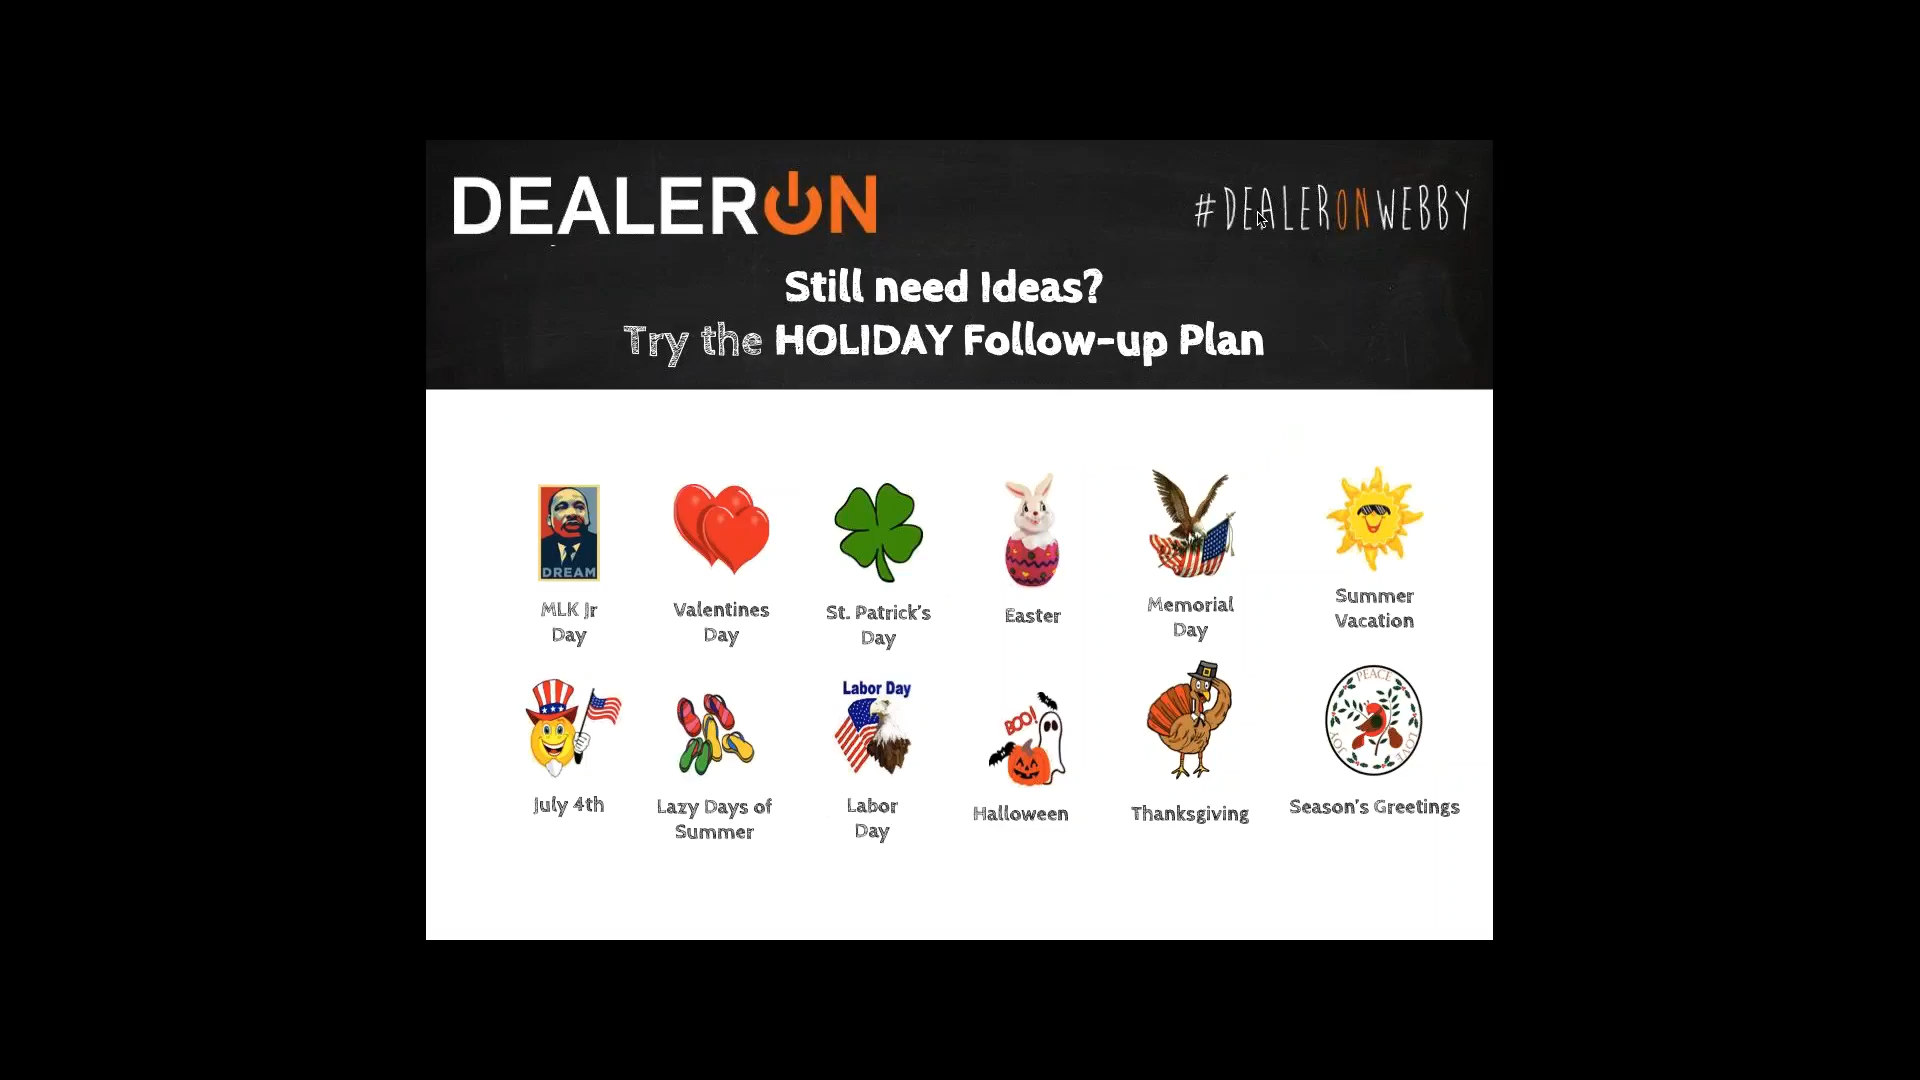 DEALERON
#DEALERONWEBBY
Still need Ideas?
Try the HOLIDAY Follow-up Plan
DREAM
MLK Jr
Day
Valentines
Day
St. Patrick's
Day
Easter
Memorial
Day
Summer
Vacation
July 4th
Lazy Days of
Summer
Labor Day
Labor
Day
BOO!
Halloween
Thanksgiving
PEACE
LOVE
JOY
Season's Greetings